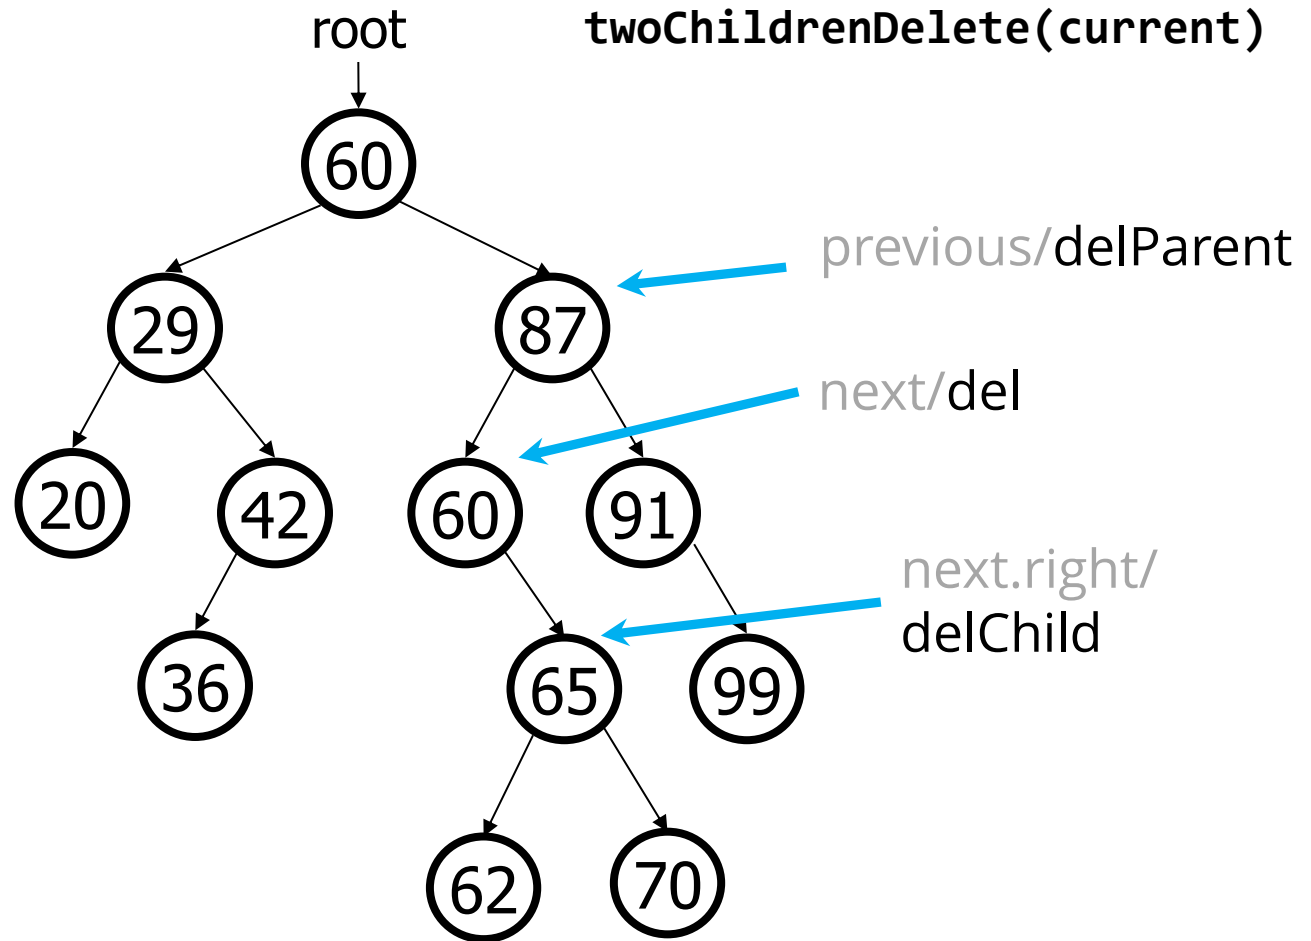 root
twoChildrenDelete(current)
60
previous/delParent
29
87
next/del
20
42
60
91
next.right/
delChild
36
65
99
62
70